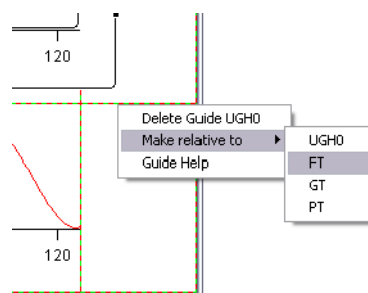 120
Delete Guide UGH0
Make relative to
UGH0
Guide Help
FT
GT
PT
120